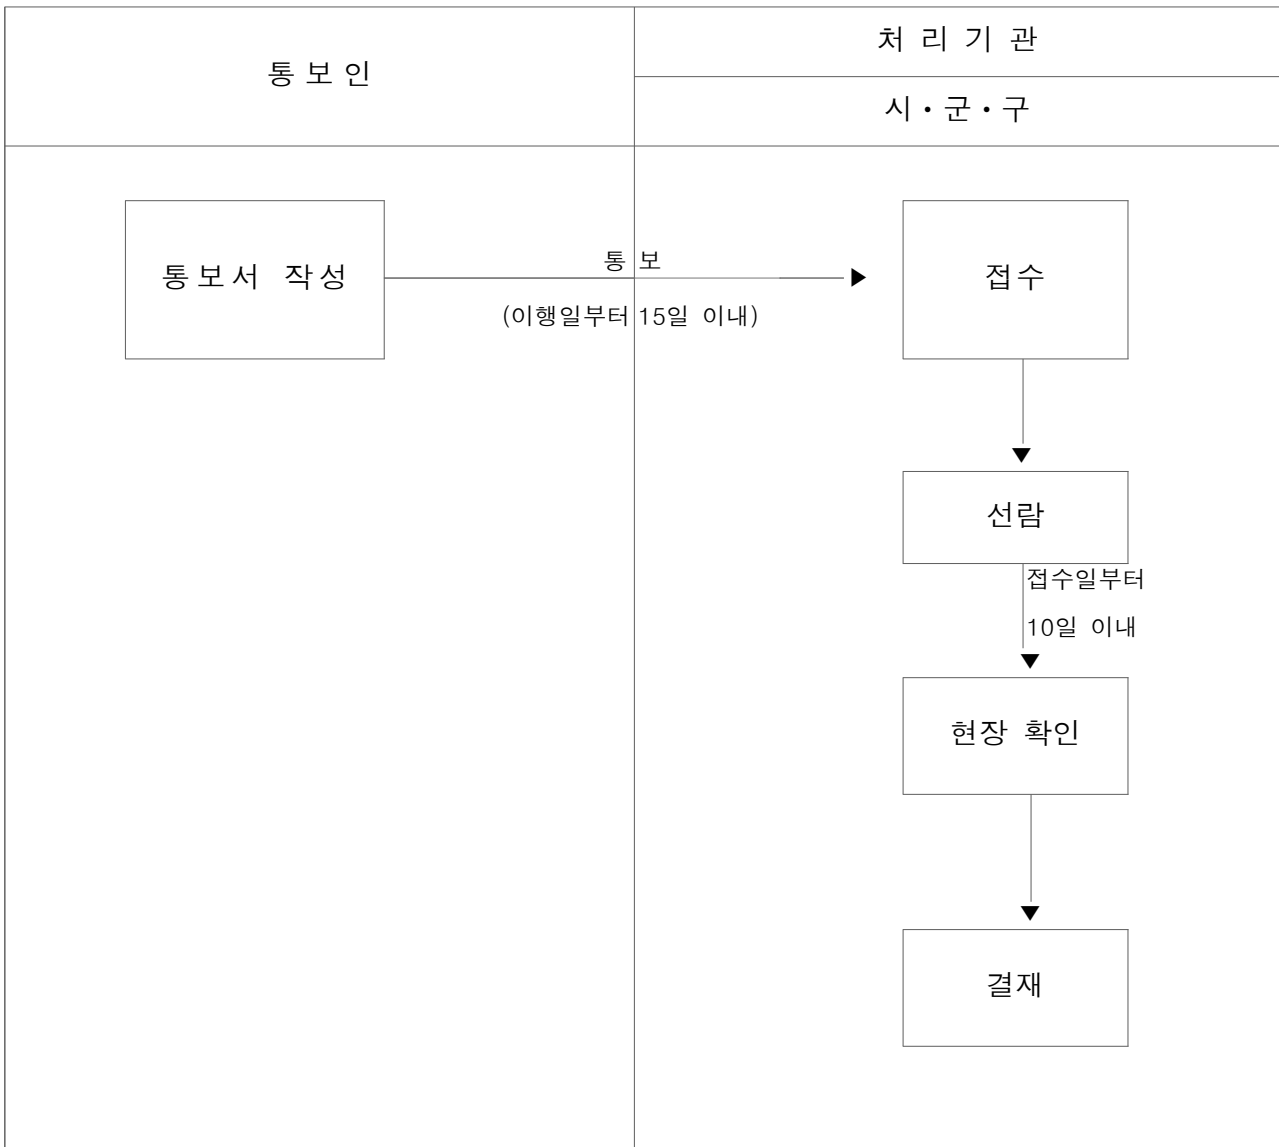 통 보 인
처 리 기 관
시·군·구
통보서 작성
통 보
(이행일부터 15일 이내)
접수
선람
접수일부터
10일 이내
현장 확인
결재